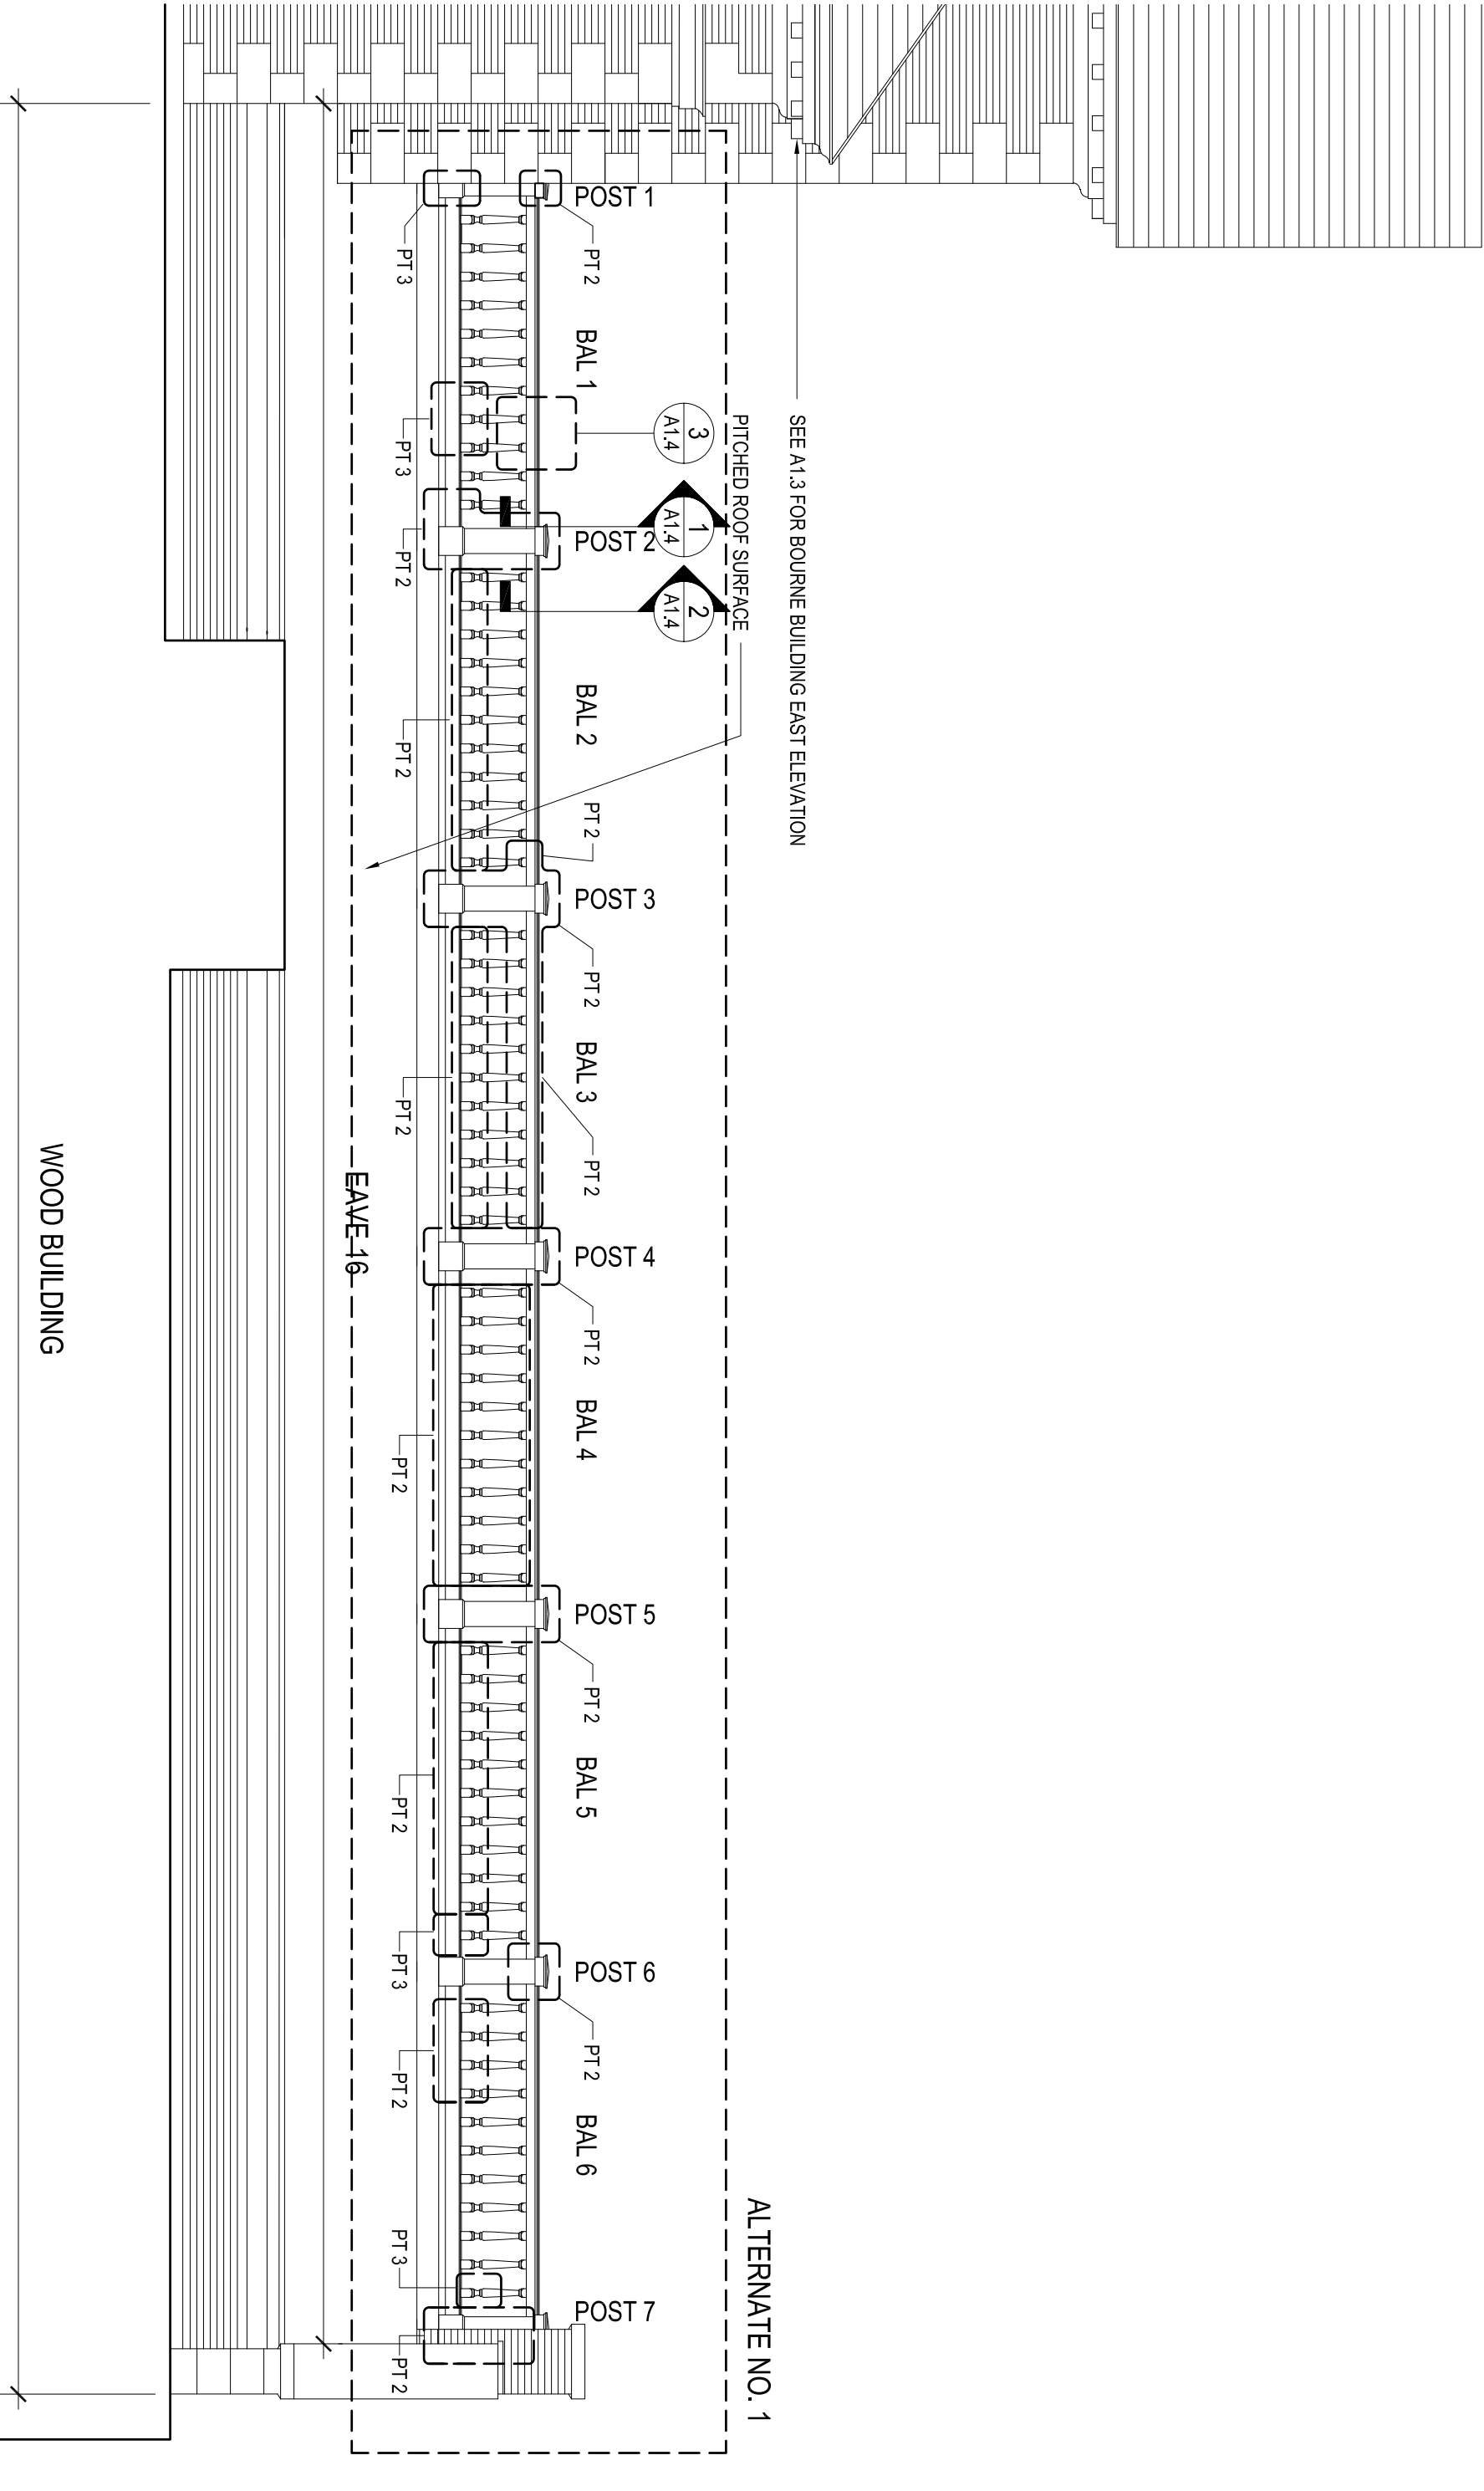 ALTERNATE NO. 1
SEE A1.3 FOR BOURNE BUILDING EAST ELEVATION
PITCHED ROOF SURFACE
3
A1.4
1
A1.4
2
A1.4
POST 1
POST 2
POST 3
POST 4
POST 5
POST 6
POST 7
PT 2
BAL 1
BAL 2
PT 2
PT 2
BAL 3
PT 2
PT 2
BAL 4
PT 2
BAL 5
PT 2
BAL 6
PT 3
PT 3
PT 2
PT 2
PT 2
PT 2
PT 2
PT 3
PT 2
PT 3
PT 2
EAVE 16
WOOD BUILDING